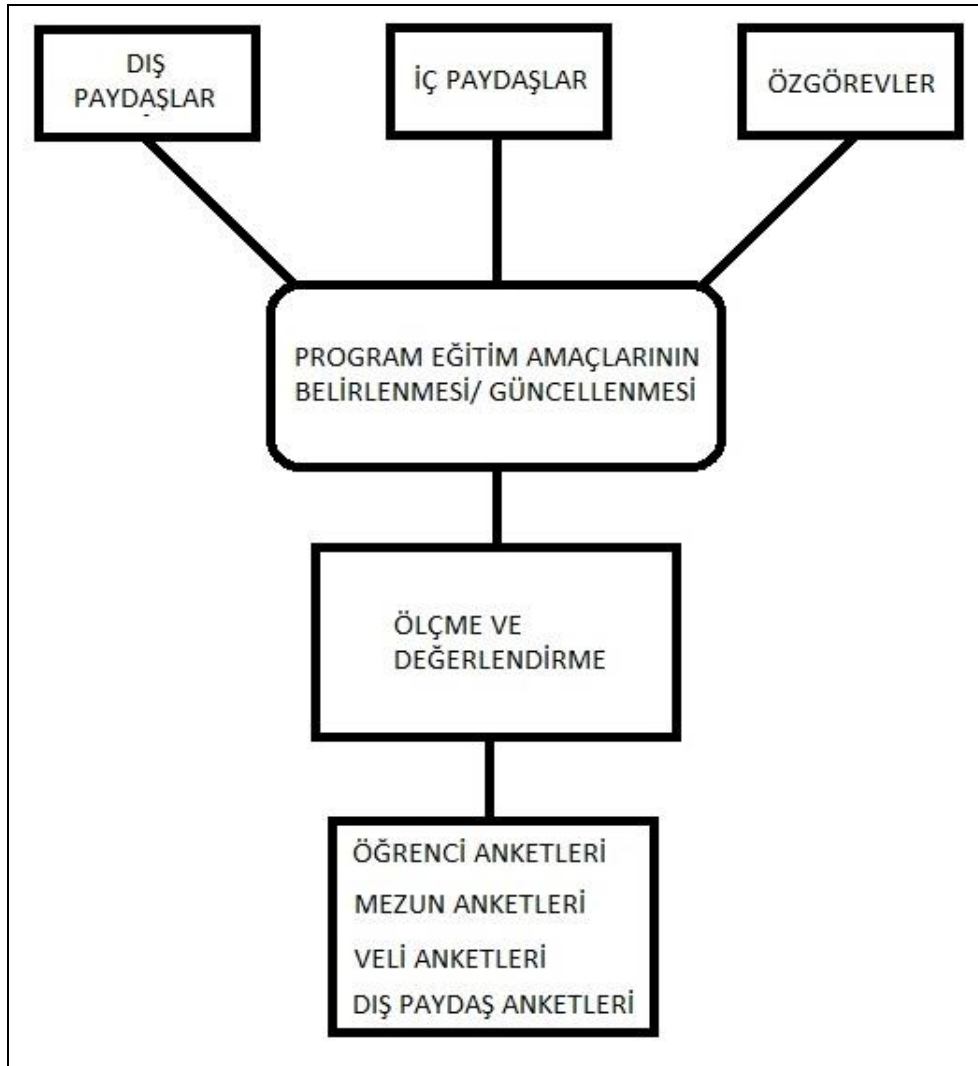 DIŞ
PAYDAŞLAR
-
İÇ PAYDAŞLAR
ÖZGÖREVLER
PROGRAM EĞİTİM AMAÇLARININ
BELİRLENMESİ/ GÜNCELLENMESİ
ÖLÇME VE
DEĞERLENDİRME
ÖĞRENCİ ANKETLERİ
MEZUN ANKETLERİ
VELİ ANKETLERİ
DIŞ PAYDAŞ ANKETLERİ